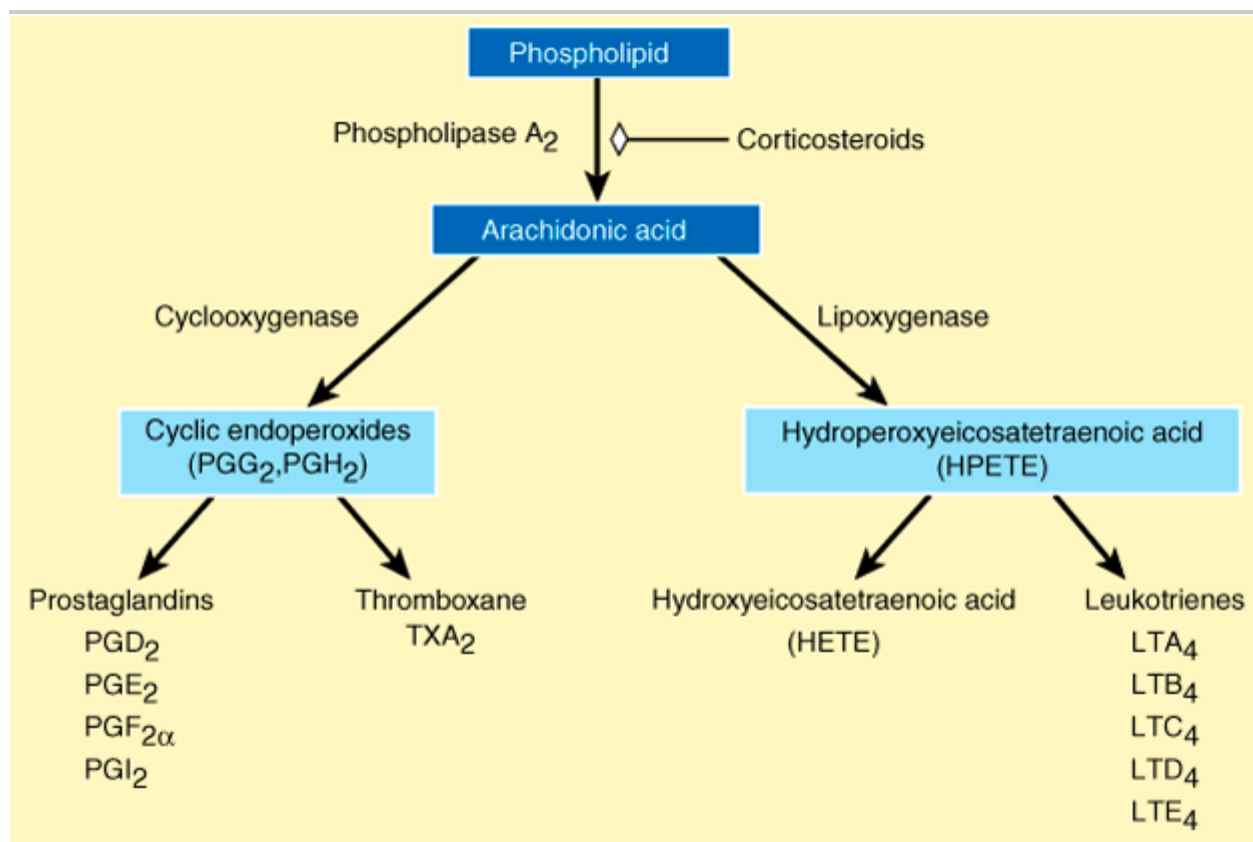 Phospholipid
Phospholipase A2
Corticosteroids
Arachidonic acid
Cyclooxygenase
Lipoxygenase
Cyclic endoperoxides
(PGG2,PGH2)
Hydroperoxyeicosatetraenoic acid
(HPETE)
Prostaglandins
PGD2
PGE2
PGF2α
PGI2
Thromboxane
TXA2
Hydroxyeicosatetraenoic acid
(HETE)
Leukotrienes
LTA4
LTB4
LTC4
LTD4
LTE4